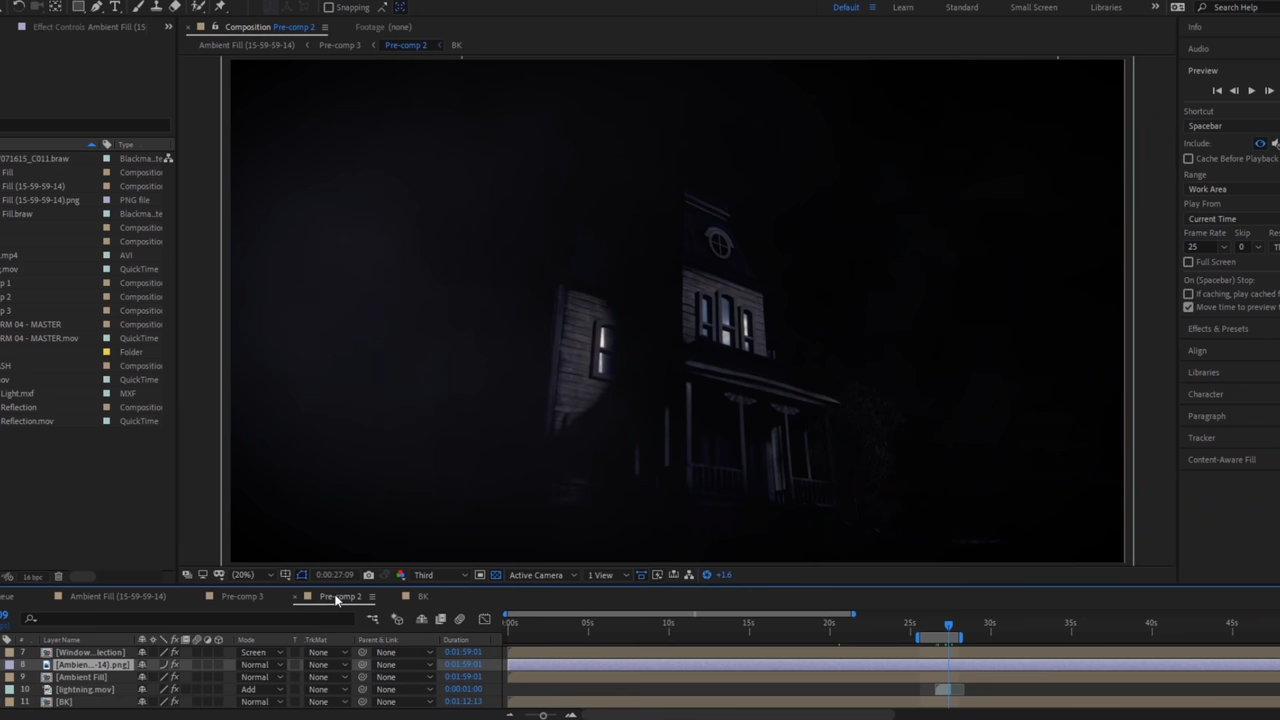 Snapping
Default
Learn
Standard
Small Screen
Libraries
Search Help
Effect Controls Ambient Fill (15
Composition Pre-comp 2
Footage (none)
Ambient Fill (15-59-59-14)
Pre-comp 3
Pre-comp 2
BK
Info
Audio
Preview
Shortcut
Spacebar
Include:
Cache Before Playback
Range
Work Area
Play From
Current Time
Frame Rate Skip
25 0
Full Screen
On (Spacebar) Stop:
If caching, play cached f
Move time to preview
Effects & Presets
Align
Libraries
Character
Paragraph
Tracker
Content-Aware Fill
Type
071615_C011.braw Blackma...te
Fill Compositio
Fill (15-59-59-14) Compositio
Fill (15-59-59-14).png PNG file
Fill.braw Blackma...te
Compositio
Compositio
.mp4 AVI
.mov QuickTime
p 1 Compositio
p 2 Compositio
p 3 Compositio
RM 04 - MASTER Compositio
RM 04 - MASTER.mov QuickTime
Folder
ASH Compositio
ov QuickTime
Light.mxf MXF
Reflection Compositio
Reflection.mov QuickTime
16 bpc
(20%)
0:00:27:09
Third
Active Camera
1 View
+1.6
eue
Ambient Fill (15-59-59-14)
Pre-comp 3
Pre-comp 2
BK
09
:00s 05s 10s 15s 20s 25s 30s 35s 40s 45s
# Layer Name Mode T .TrkMat Parent & Link Duration
7 [Window...lection] Screen None None 0:01:59:01
8 [Ambien...-14).png] Normal None None 0:01:59:01
9 [Ambient Fill] Normal None None 0:01:59:01
10 [lightning.mov] Add None None 0:00:01:00
11 [BK] Normal None None 0:01:12:13